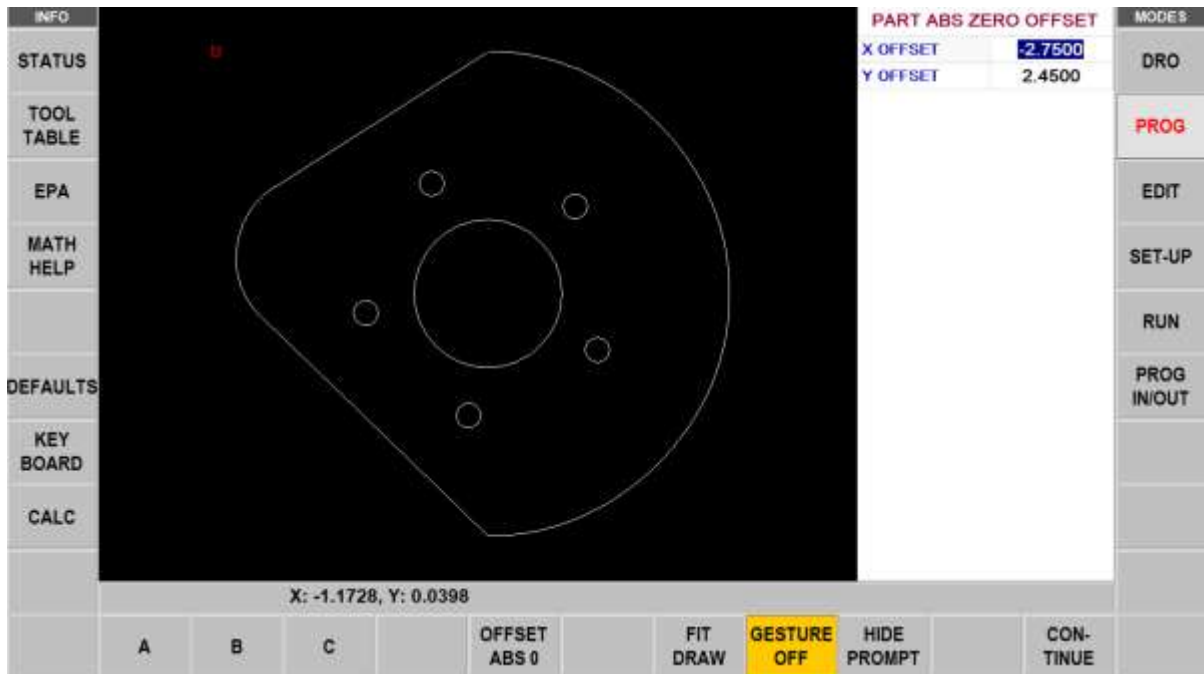 INFO
STATUS
TOOL
TABLE
EPA
MATH
HELP
DEFAULTS
KEY
BOARD
CALC
PART ABS ZERO OFFSET
X OFFSET -2.7500
Y OFFSET 2.4500
MODES
DRO
PROG
EDIT
SET-UP
RUN
PROG
IN/OUT
X: -1.1728, Y: 0.0398
A
B
C
OFFSET
ABS 0
FIT
DRAW
GESTURE
OFF
HIDE
PROMPT
CON-
TINUE